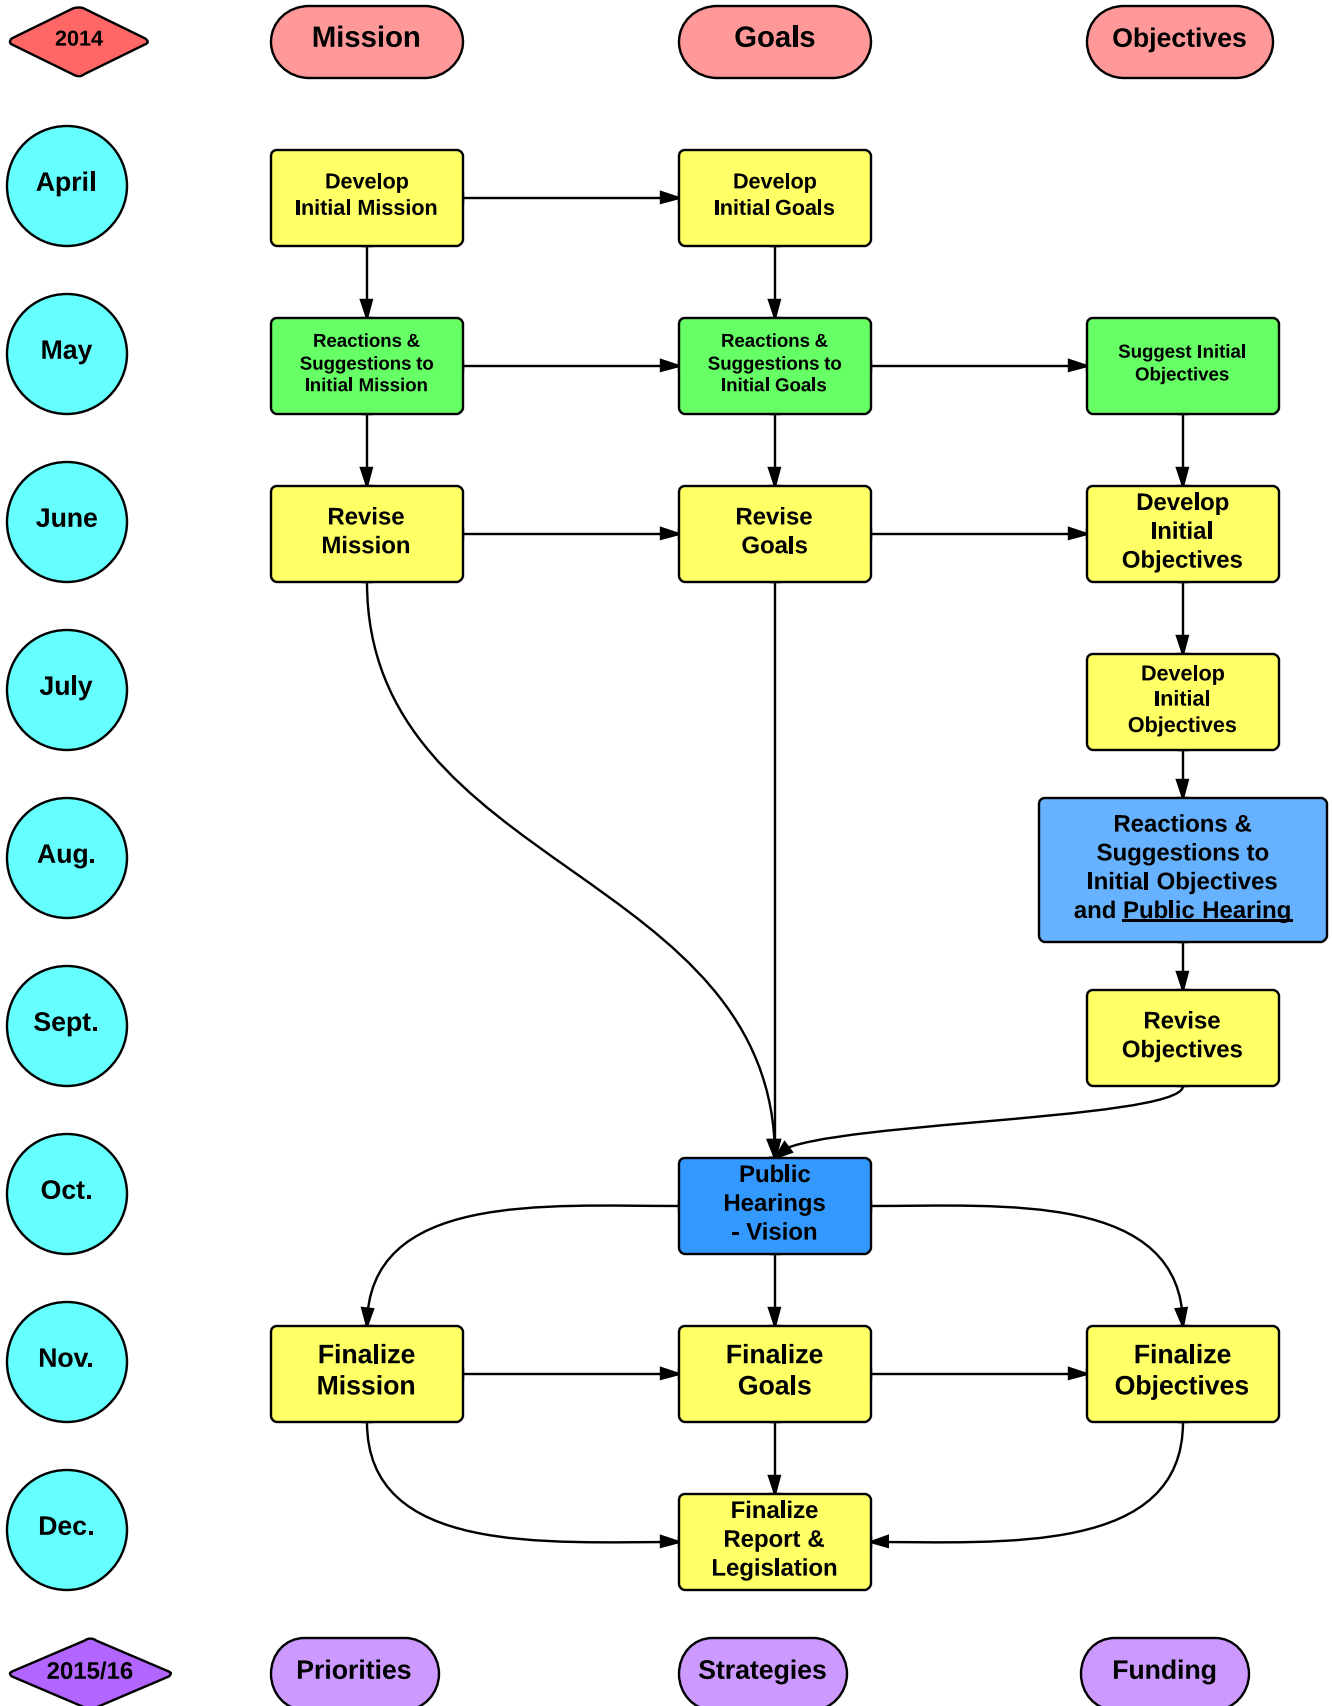 2014
Mission
Goals
Objectives
April
Develop
Initial Mission
Develop
Initial Goals
May
Reactions &
Suggestions to
Initial Mission
Reactions &
Suggestions to
Initial Goals
Suggest Initial
Objectives
June
Revise
Mission
Revise
Goals
Develop
Initial
Objectives
July
Develop
Initial
Objectives
Aug.
Reactions &
Suggestions to
Initial Objectives
and Public Hearing
Sept.
Revise
Objectives
Oct.
Public
Hearings
- Vision
Nov.
Finalize
Mission
Finalize
Goals
Finalize
Objectives
Dec.
Finalize
Report &
Legislation
2015/16
Priorities
Strategies
Funding